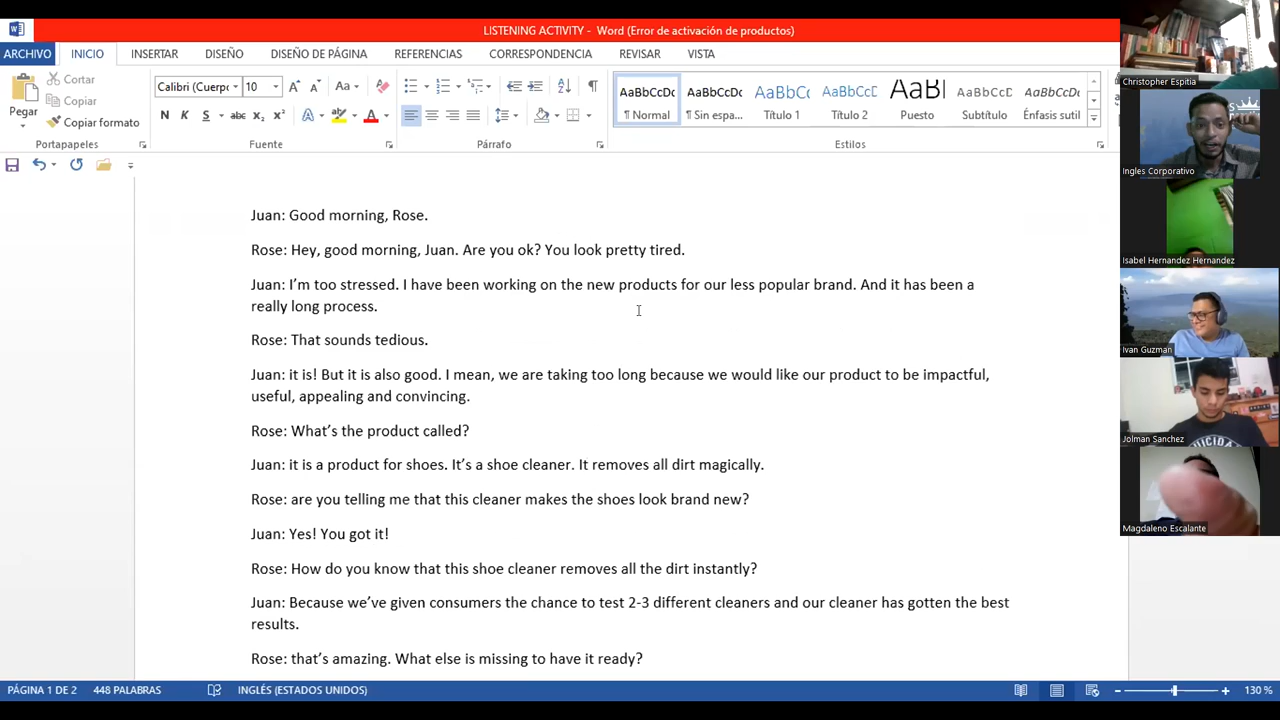 LISTENING ACTIVITY - Word (Error de activación de productos)
ARCHIVO INICIO INSERTAR DISEÑO DISEÑO DE PÁGINA REFERENCIAS CORRESPONDENCIA REVISAR VISTA
Cortar
Copiar
Copiar formato
Pegar
Portapapeles
Calibri (Cuerpo 10
N K S abc x₂ x²
Fuente
Párrafo
AaBbCcDc AaBbCcDc AaBbCc AaBbCcD AaBl AaBbCcD AaBbCcDc
¶ Normal ¶ Sin espa... Título 1 Título 2 Puesto Subtítulo Énfasis sutil
Estilos
Juan: Good morning, Rose.
Rose: Hey, good morning, Juan. Are you ok? You look pretty tired.
Juan: I’m too stressed. I have been working on the new products for our less popular brand. And it has been a
really long process.
Rose: That sounds tedious.
Juan: it is! But it is also good. I mean, we are taking too long because we would like our product to be impactful,
useful, appealing and convincing.
Rose: What’s the product called?
Juan: it is a product for shoes. It’s a shoe cleaner. It removes all dirt magically.
Rose: are you telling me that this cleaner makes the shoes look brand new?
Juan: Yes! You got it!
Rose: How do you know that this shoe cleaner removes all the dirt instantly?
Juan: Because we’ve given consumers the chance to test 2-3 different cleaners and our cleaner has gotten the best
results.
Rose: that’s amazing. What else is missing to have it ready?
PÁGINA 1 DE 2 448 PALABRAS INGLÉS (ESTADOS UNIDOS) 130 %
Christopher Espitia
Ingles Corporativo
Isabel Hernandez Hernandez
Ivan Guzman
Jolman Sanchez
Magdaleno Escalante